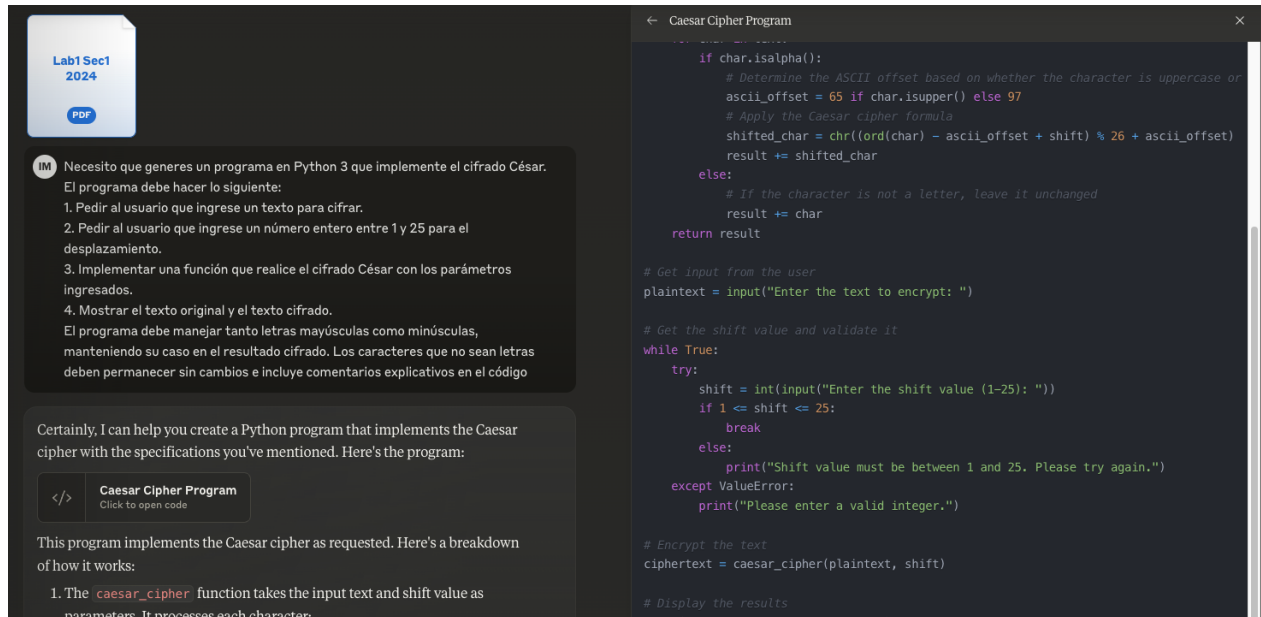 Lab1 Sec1
2024
PDF
IM
Necesito que generes un programa en Python 3 que implemente el cifrado César.
El programa debe hacer lo siguiente:
1. Pedir al usuario que ingrese un texto para cifrar.
2. Pedir al usuario que ingrese un número entero entre 1 y 25 para el
desplazamiento.
3. Implementar una función que realice el cifrado César con los parámetros
ingresados.
4. Mostrar el texto original y el texto cifrado.
El programa debe manejar tanto letras mayúsculas como minúsculas,
manteniendo su caso en el resultado cifrado. Los caracteres que no sean letras
deben permanecer sin cambios e incluye comentarios explicativos en el código
Certainly, I can help you create a Python program that implements the Caesar
cipher with the specifications you've mentioned. Here's the program:
</>
Caesar Cipher Program
Click to open code
This program implements the Caesar cipher as requested. Here's a breakdown
of how it works:
1. The caesar_cipher function takes the input text and shift value as
parameters. It processes each character:
← Caesar Cipher Program ×
if char.isalpha():
# Determine the ASCII offset based on whether the character is uppercase or
ascii_offset = 65 if char.isupper() else 97
# Apply the Caesar cipher formula
shifted_char = chr((ord(char) - ascii_offset + shift) % 26 + ascii_offset)
result += shifted_char
else:
# If the character is not a letter, leave it unchanged
result += char
return result
# Get input from the user
plaintext = input("Enter the text to encrypt: ")
# Get the shift value and validate it
while True:
try:
shift = int(input("Enter the shift value (1-25): "))
if 1 <= shift <= 25:
break
else:
print("Shift value must be between 1 and 25. Please try again.")
except ValueError:
print("Please enter a valid integer.")
# Encrypt the text
ciphertext = caesar_cipher(plaintext, shift)
# Display the results